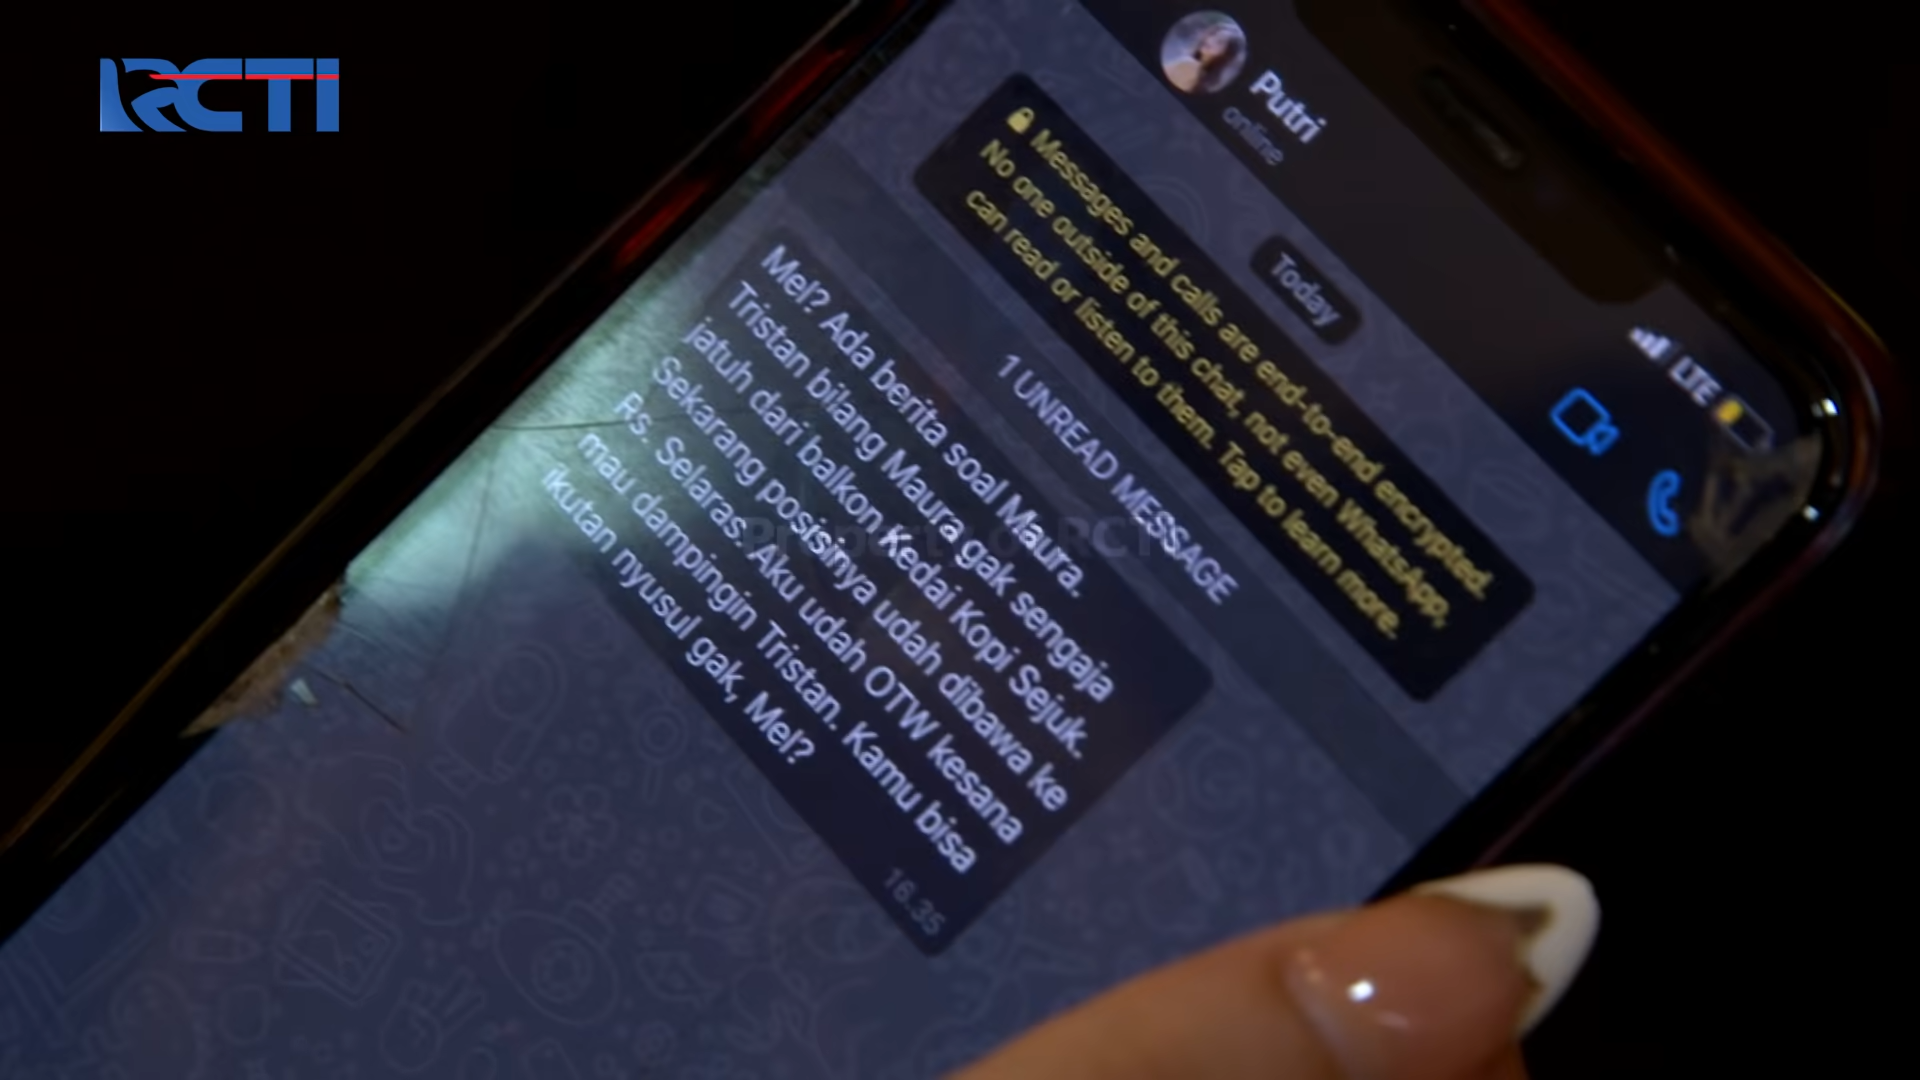 RCTI
LTE
Putri
online
Today
🔒 Messages and calls are end-to-end encrypted.
No one outside of this chat, not even WhatsApp,
can read or listen to them. Tap to learn more.
1 UNREAD MESSAGE
Mel? Ada berita soal Maura.
Tristan bilang Maura gak sengaja
jatuh dari balkon Kedai Kopi Sejuk.
Sekarang posisinya udah dibawa ke
Rs. Selaras. Aku udah OTW kesana
mau dampingin Tristan. Kamu bisa
ikutan nyusul gak, Mel?
16.35
Property of RCTI